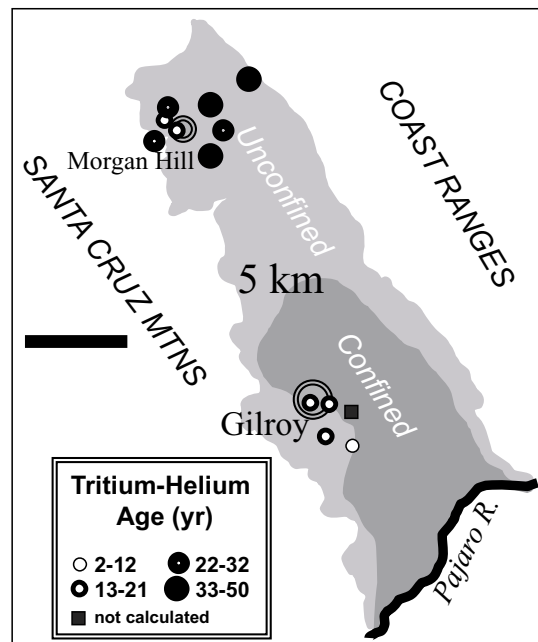 COAST RANGES
Unconfined
Morgan Hill
SANTA CRUZ MTNS
5 km
Confined
Gilroy
Pajaro R.
Tritium-Helium
Age (yr)
2-12
22-32
13-21
33-50
not calculated